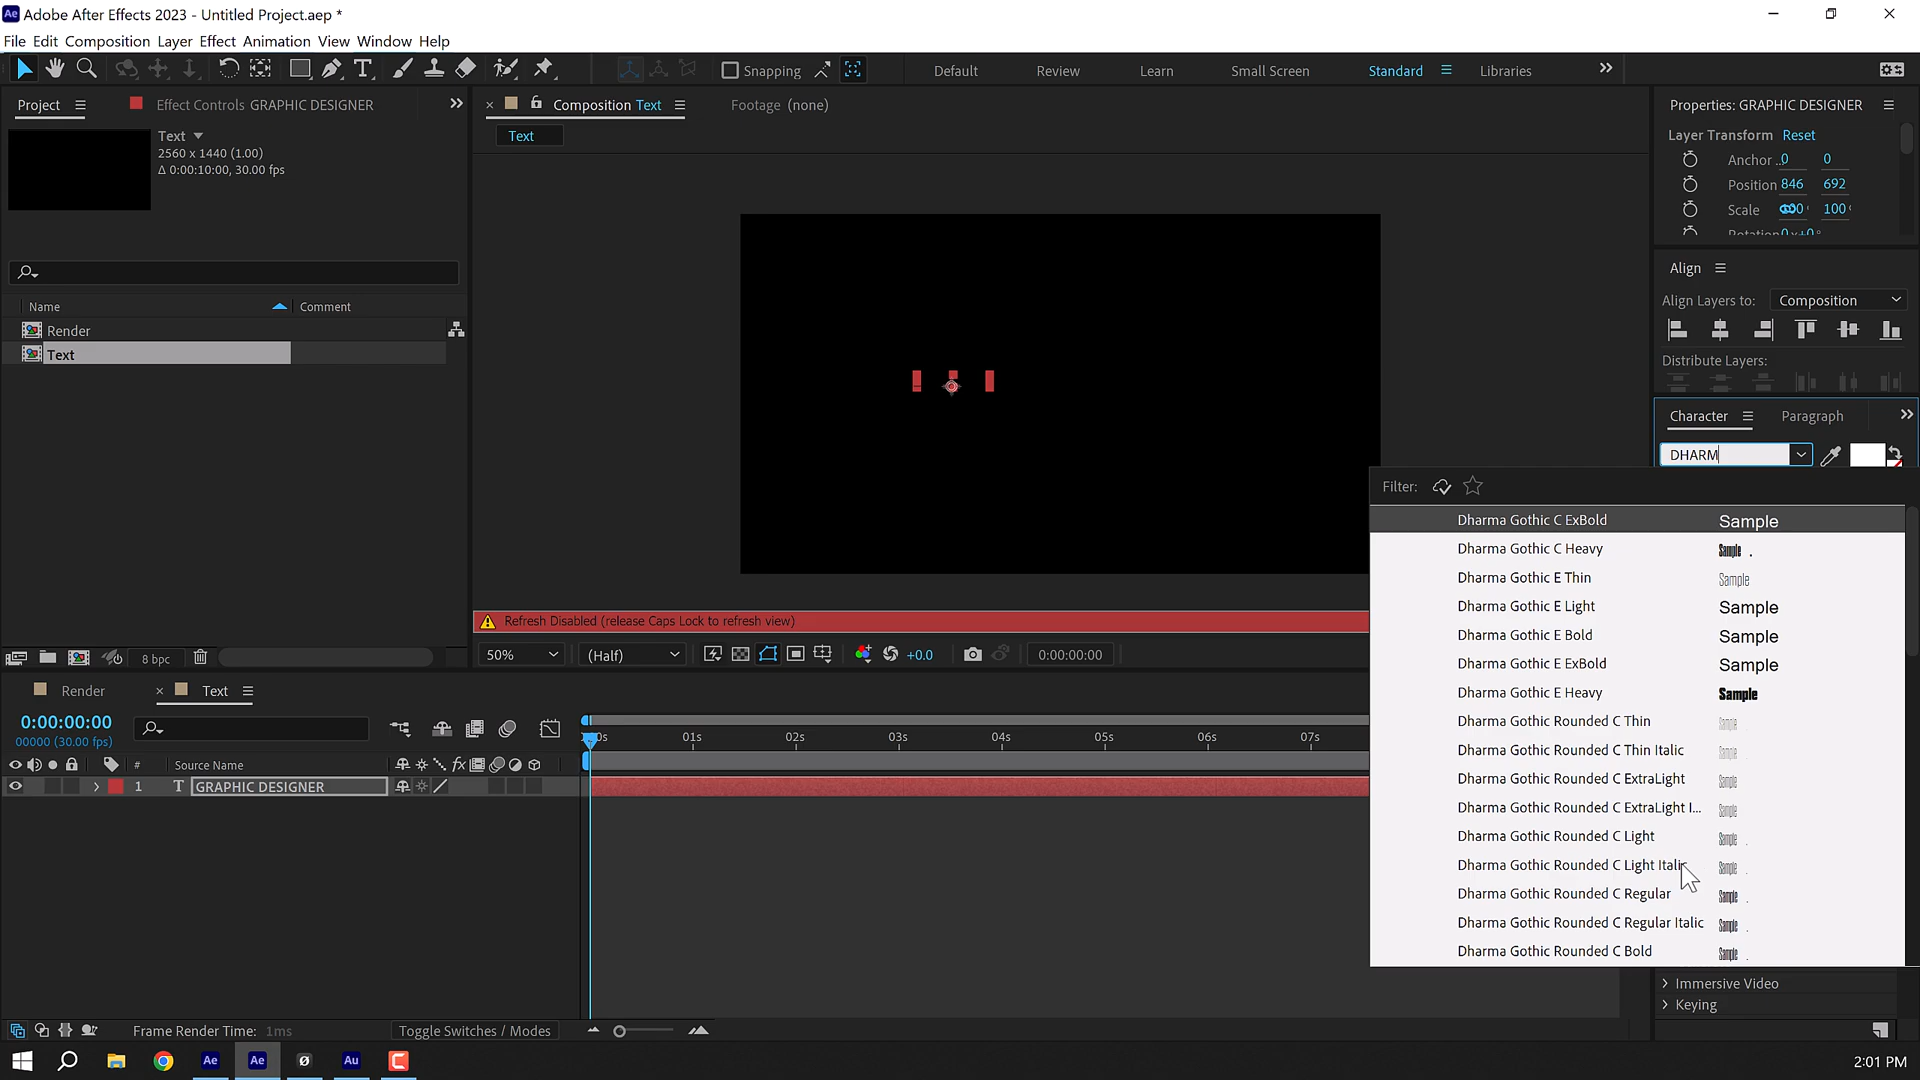 Adobe After Effects 2023 - Untitled Project.aep *
File Edit Composition Layer Effect Animation View Window Help
Snapping
Default Review Learn Small Screen Standard Libraries
Project
Effect Controls GRAPHIC DESIGNER
Composition Text
Footage (none)
Properties: GRAPHIC DESIGNER
Text
2560 x 1440 (1.00)
Δ 0:00:10:00, 30.00 fps
Text
Layer Transform Reset
Anchor .. 0 0
Position 846 692
Scale 100 100
Rotation 0x+0°
Align
Align Layers to: Composition
Distribute Layers:
Name Comment
Render
Text
Character Paragraph
DHARM
Filter:
Dharma Gothic C ExBold Sample
Dharma Gothic C Heavy Sample
Dharma Gothic E Thin Sample
Dharma Gothic E Light Sample
Dharma Gothic E Bold Sample
Dharma Gothic E ExBold Sample
Dharma Gothic E Heavy Sample
Dharma Gothic Rounded C Thin Sample
Dharma Gothic Rounded C Thin Italic Sample
Dharma Gothic Rounded C ExtraLight Sample
Dharma Gothic Rounded C ExtraLight I... Sample
Dharma Gothic Rounded C Light Sample
Dharma Gothic Rounded C Light Italic Sample
Dharma Gothic Rounded C Regular Sample
Dharma Gothic Rounded C Regular Italic Sample
Dharma Gothic Rounded C Bold Sample
Immersive Video
Keying
Refresh Disabled (release Caps Lock to refresh view)
8 bpc
50% (Half) +0.0 0:00:00:00
Render Text
0:00:00:00
00000 (30.00 fps)
01s 02s 03s 04s 05s 06s 07s
# Source Name
1 T GRAPHIC DESIGNER
Frame Render Time: 1ms
Toggle Switches / Modes
Ae Ae Ø Au
2:01 PM